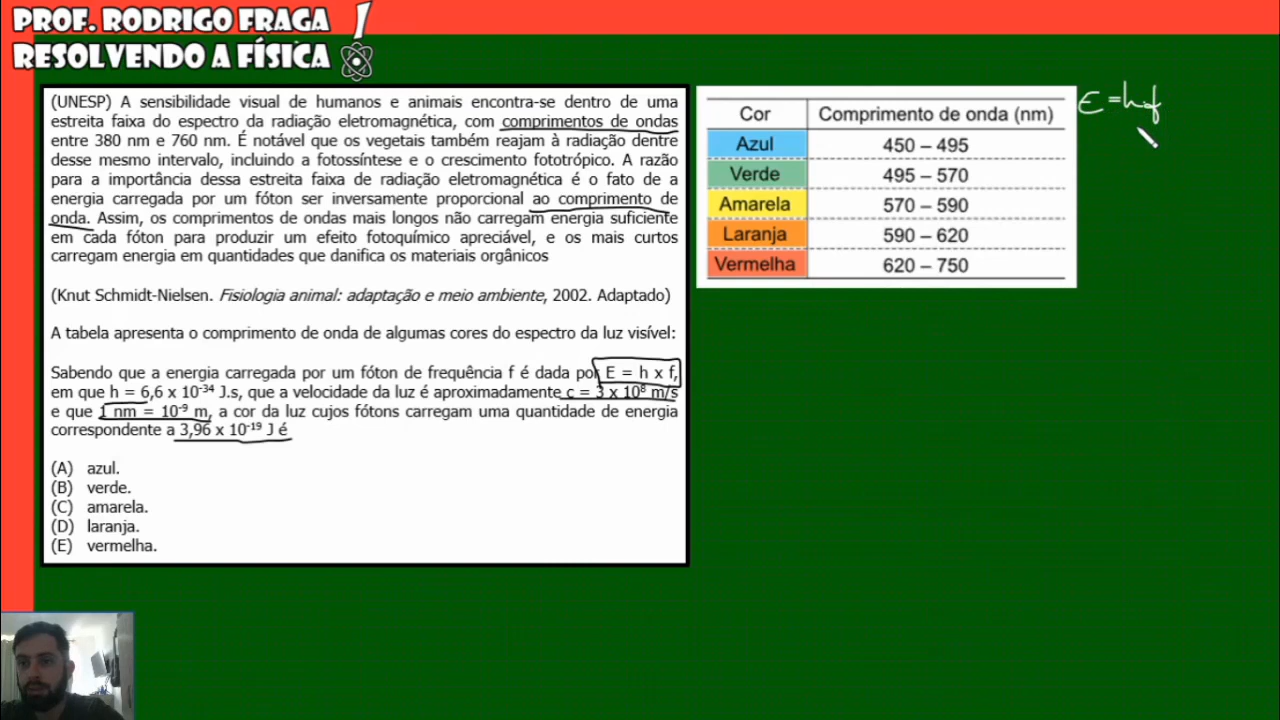 PROF. RODRIGO FRAGA
RESOLVENDO A FÍSICA
(UNESP) A sensibilidade visual de humanos e animais encontra-se dentro de uma
estreita faixa do espectro da radiação eletromagnética, com comprimentos de ondas
entre 380 nm e 760 nm. É notável que os vegetais também reajam à radiação dentre
desse mesmo intervalo, incluindo a fotossíntese e o crescimento fototrópico. A razão
para a importância dessa estreita faixa de radiação eletromagnética é o fato de a
energia carregada por um fóton ser inversamente proporcional ao comprimento de
onda. Assim, os comprimentos de ondas mais longos não carregam energia suficiente
em cada fóton para produzir um efeito fotoquímico apreciável, e os mais curtos
carregam energia em quantidades que danifica os materiais orgânicos
(Knut Schmidt-Nielsen. Fisiologia animal: adaptação e meio ambiente, 2002. Adaptado)
A tabela apresenta o comprimento de onda de algumas cores do espectro da luz visível:
Sabendo que a energia carregada por um fóton de frequência f é dada por E = h x f,
em que h = 6,6 x 10⁻³⁴ J.s, que a velocidade da luz é aproximadamente c = 3 x 10⁸ m/s
e que 1 nm = 10⁻⁹ m, a cor da luz cujos fótons carregam uma quantidade de energia
correspondente a 3,96 x 10⁻¹⁹ J é
(A) azul.
(B) verde.
(C) amarela.
(D) laranja.
(E) vermelha.
Cor Comprimento de onda (nm)
Azul 450 – 495
Verde 495 – 570
Amarela 570 – 590
Laranja 590 – 620
Vermelha 620 – 750
E = hf